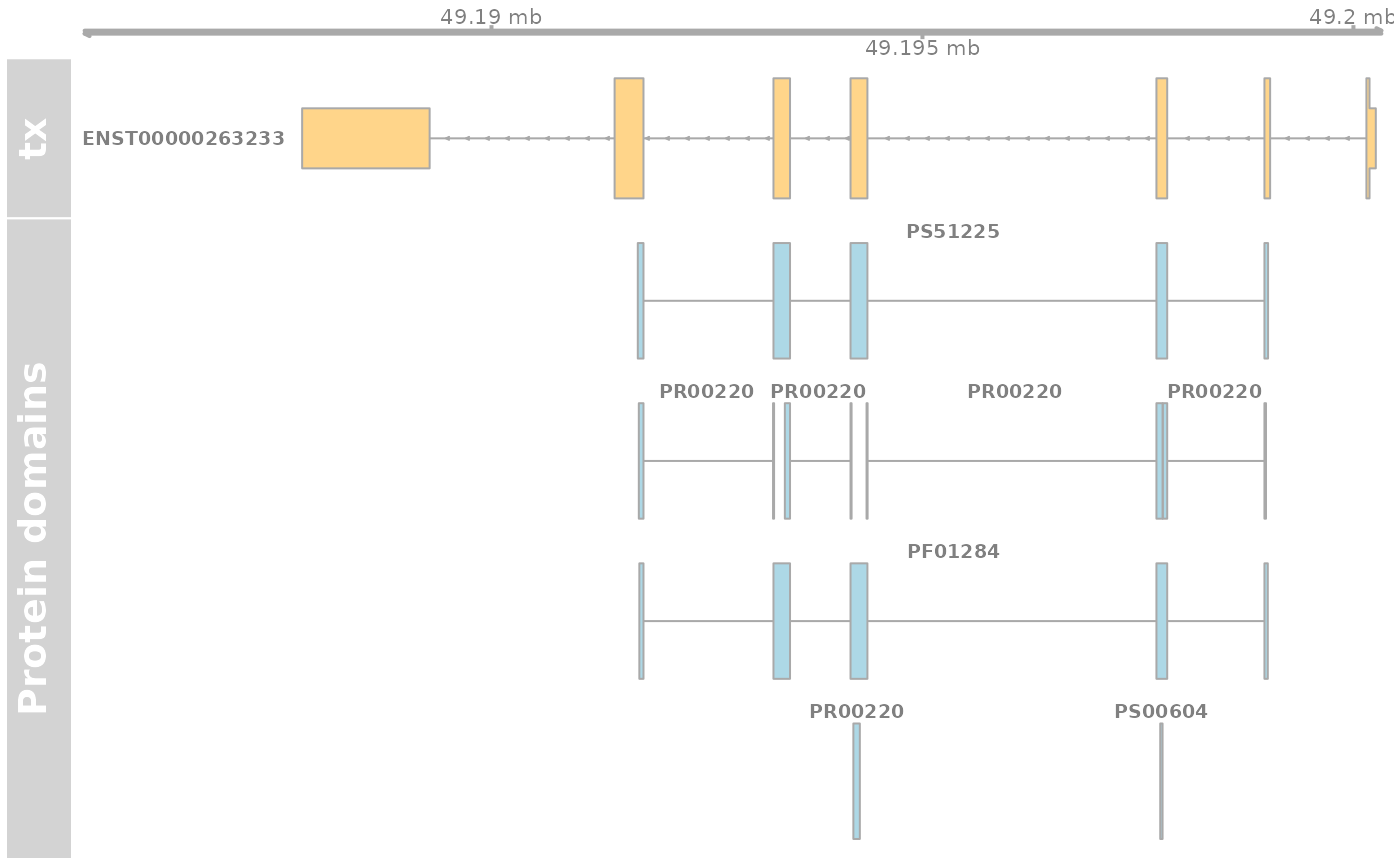 49.19 mb
49.2 mb
49.195 mb
tx
ENST00000263233
Protein domains
PS51225
PR00220 PR00220 PR00220 PR00220
PF01284
PR00220 PS00604